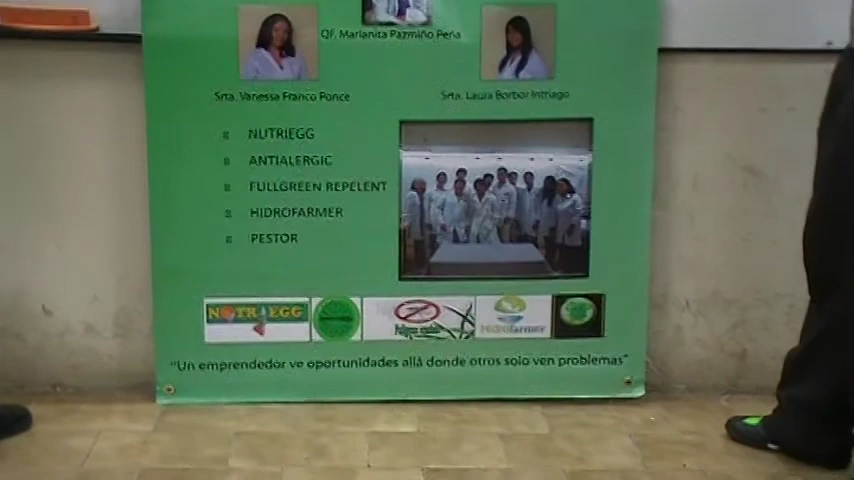 QF. Marianita Pazmiño Peña
Srta. Vanessa Franco Ponce
Srta. Laura Borbor Intriago
NUTRIEGG
ANTIALERGIC
FULLGREEN REPELENT
HIDROFARMER
PESTOR
NUTRIEGG
Hidrofarmer
"Un emprendedor ve oportunidades allá donde otros solo ven problemas"